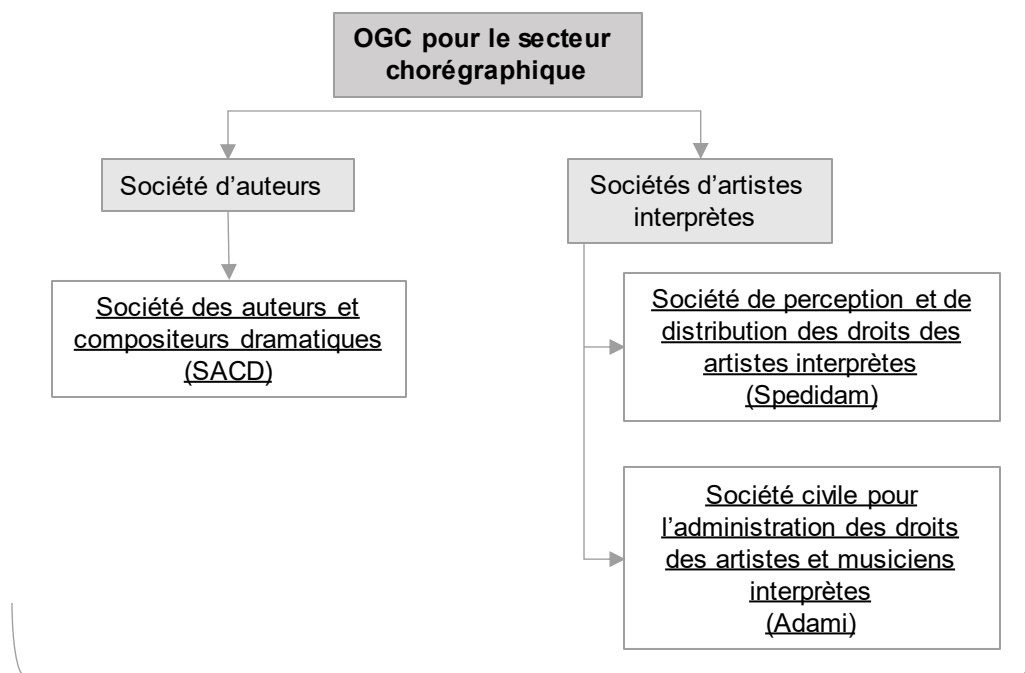 OGC pour le secteur
chorégraphique
Société d’auteurs
Sociétés d’artistes
interprètes
Société des auteurs et
compositeurs dramatiques
(SACD)
Société de perception et de
distribution des droits des
artistes interprètes
(Spedidam)
Société civile pour
l’administration des droits
des artistes et musiciens
interprètes
(Adami)